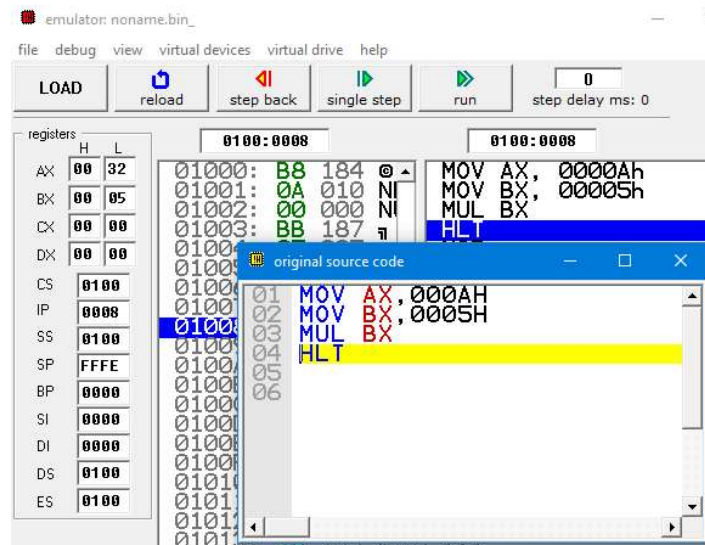 emulator: noname.bin_
file debug view virtual devices virtual drive help
LOAD reload step back single step run 0 step delay ms: 0
registers
H L
0100:0008 0100:0008
AX 00 32
BX 00 05
CX 00 00
DX 00 00
CS 0100
IP 0008
SS 0100
SP FFFE
BP 0000
SI 0000
DI 0000
DS 0100
ES 0100
01000: B8 184
01001: 0A 010
01002: 00 000
01003: BB 187
01008
MOV AX, 0000Ah
MOV BX, 00005h
MUL BX
HLT
original source code
01 MOV AX,000AH
02 MOV BX,0005H
03 MUL BX
04 HLT
05
06